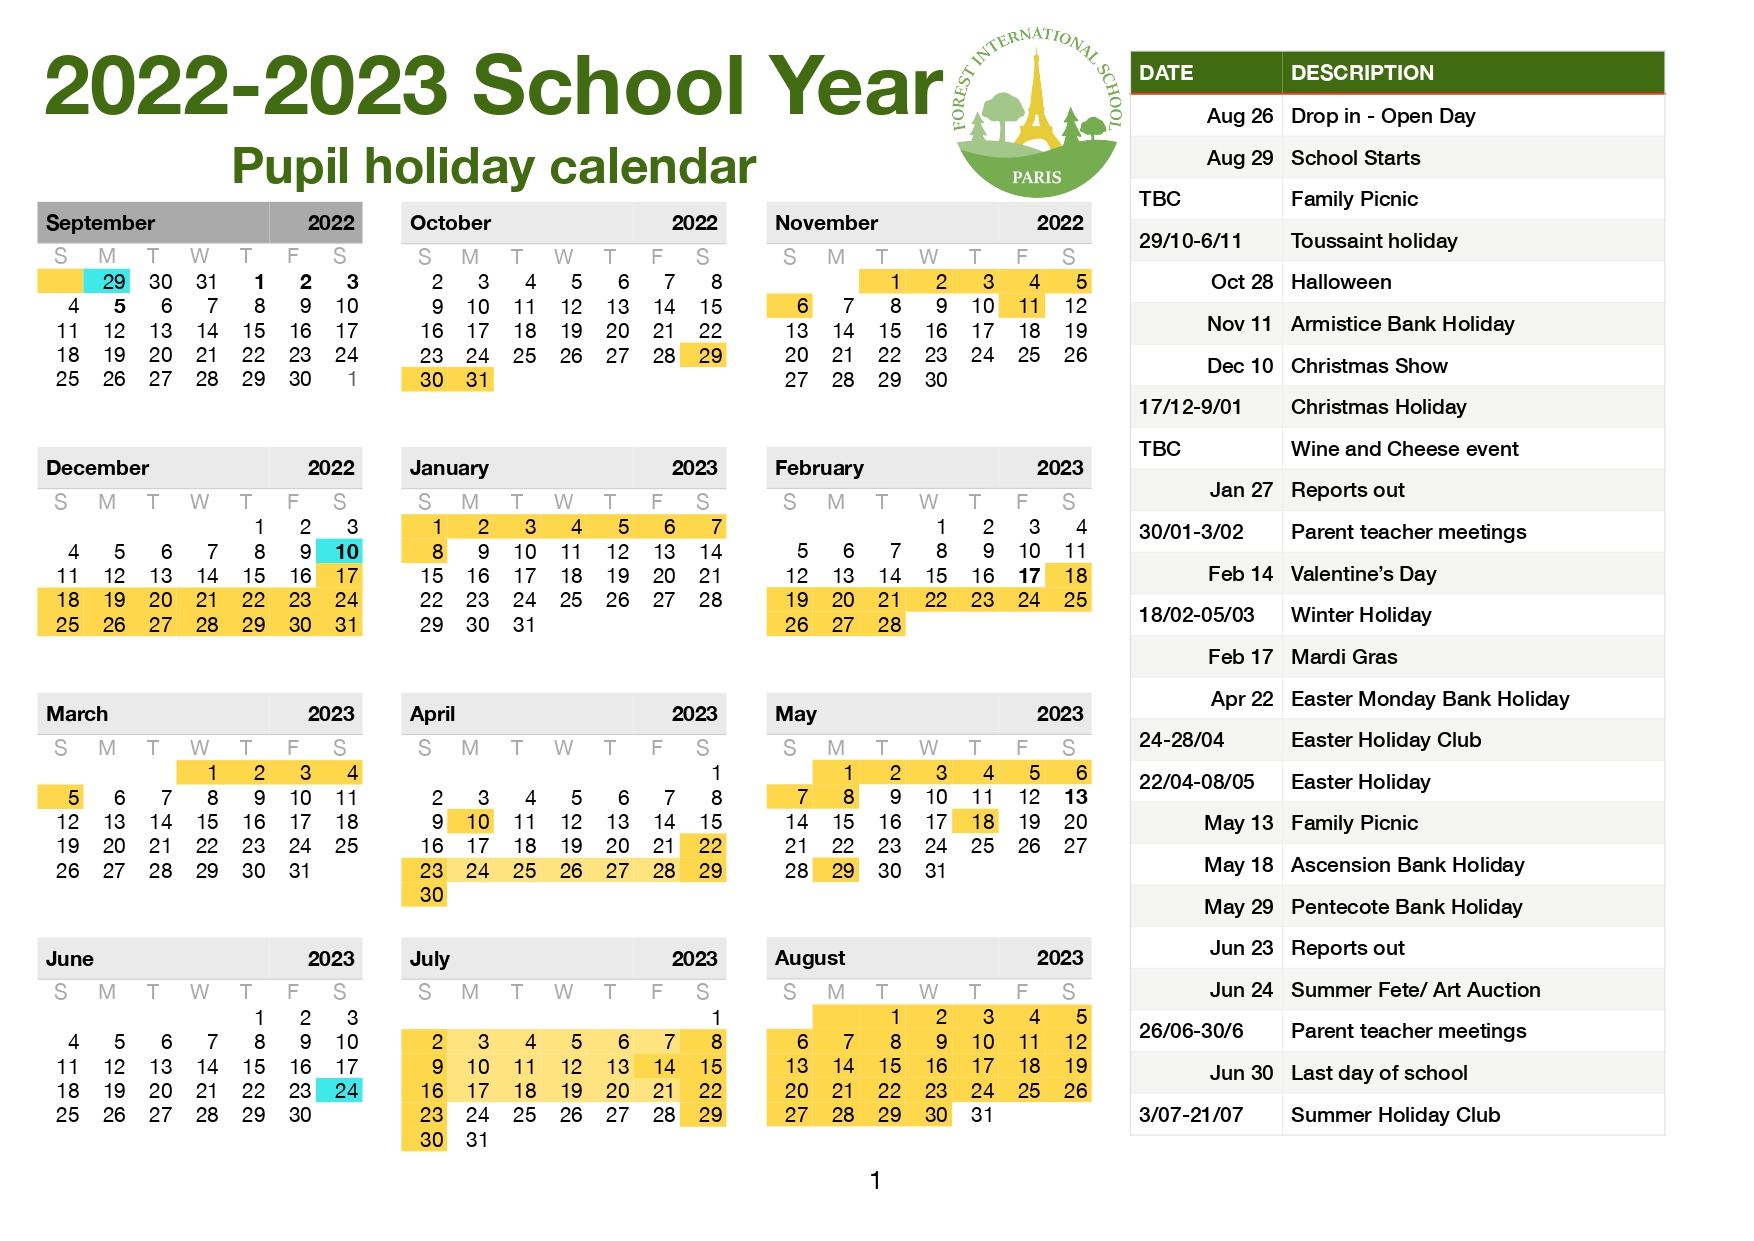 2022-2023 School Year
Pupil holiday calendar
FOREST INTERNATIONAL SCHOOL
PARIS
September 2022
S M T W T F S
29 30 31 1 2 3
4 5 6 7 8 9 10
11 12 13 14 15 16 17
18 19 20 21 22 23 24
25 26 27 28 29 30 1
October 2022
S M T W T F S
2 3 4 5 6 7 8
9 10 11 12 13 14 15
16 17 18 19 20 21 22
23 24 25 26 27 28 29
30 31
November 2022
S M T W T F S
1 2 3 4 5
6 7 8 9 10 11 12
13 14 15 16 17 18 19
20 21 22 23 24 25 26
27 28 29 30
December 2022
S M T W T F S
1 2 3
4 5 6 7 8 9 10
11 12 13 14 15 16 17
18 19 20 21 22 23 24
25 26 27 28 29 30 31
January 2023
S M T W T F S
1 2 3 4 5 6 7
8 9 10 11 12 13 14
15 16 17 18 19 20 21
22 23 24 25 26 27 28
29 30 31
February 2023
S M T W T F S
1 2 3 4
5 6 7 8 9 10 11
12 13 14 15 16 17 18
19 20 21 22 23 24 25
26 27 28
March 2023
S M T W T F S
1 2 3 4
5 6 7 8 9 10 11
12 13 14 15 16 17 18
19 20 21 22 23 24 25
26 27 28 29 30 31
April 2023
S M T W T F S
1
2 3 4 5 6 7 8
9 10 11 12 13 14 15
16 17 18 19 20 21 22
23 24 25 26 27 28 29
30
May 2023
S M T W T F S
1 2 3 4 5 6
7 8 9 10 11 12 13
14 15 16 17 18 19 20
21 22 23 24 25 26 27
28 29 30 31
June 2023
S M T W T F S
1 2 3
4 5 6 7 8 9 10
11 12 13 14 15 16 17
18 19 20 21 22 23 24
25 26 27 28 29 30
July 2023
S M T W T F S
1
2 3 4 5 6 7 8
9 10 11 12 13 14 15
16 17 18 19 20 21 22
23 24 25 26 27 28 29
30 31
August 2023
S M T W T F S
1 2 3 4 5
6 7 8 9 10 11 12
13 14 15 16 17 18 19
20 21 22 23 24 25 26
27 28 29 30 31
DATE DESCRIPTION
Aug 26 Drop in - Open Day
Aug 29 School Starts
TBC Family Picnic
29/10-6/11 Toussaint holiday
Oct 28 Halloween
Nov 11 Armistice Bank Holiday
Dec 10 Christmas Show
17/12-9/01 Christmas Holiday
TBC Wine and Cheese event
Jan 27 Reports out
30/01-3/02 Parent teacher meetings
Feb 14 Valentine’s Day
18/02-05/03 Winter Holiday
Feb 17 Mardi Gras
Apr 22 Easter Monday Bank Holiday
24-28/04 Easter Holiday Club
22/04-08/05 Easter Holiday
May 13 Family Picnic
May 18 Ascension Bank Holiday
May 29 Pentecote Bank Holiday
Jun 23 Reports out
Jun 24 Summer Fete/ Art Auction
26/06-30/6 Parent teacher meetings
Jun 30 Last day of school
3/07-21/07 Summer Holiday Club
1